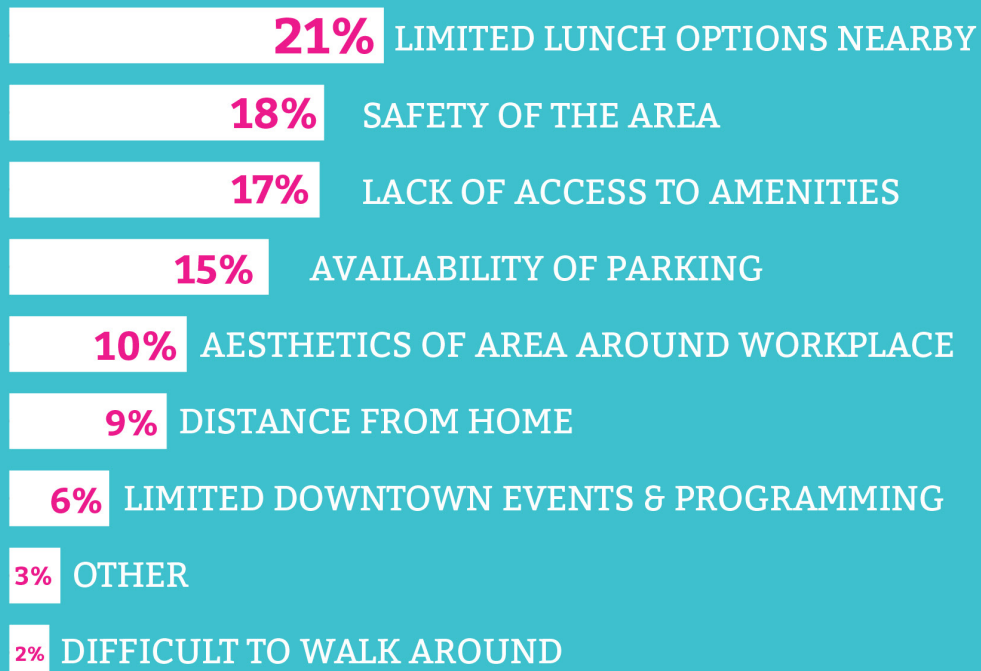 21% LIMITED LUNCH OPTIONS NEARBY
18% SAFETY OF THE AREA
17% LACK OF ACCESS TO AMENITIES
15% AVAILABILITY OF PARKING
10% AESTHETICS OF AREA AROUND WORKPLACE
9% DISTANCE FROM HOME
6% LIMITED DOWNTOWN EVENTS & PROGRAMMING
3% OTHER
2% DIFFICULT TO WALK AROUND